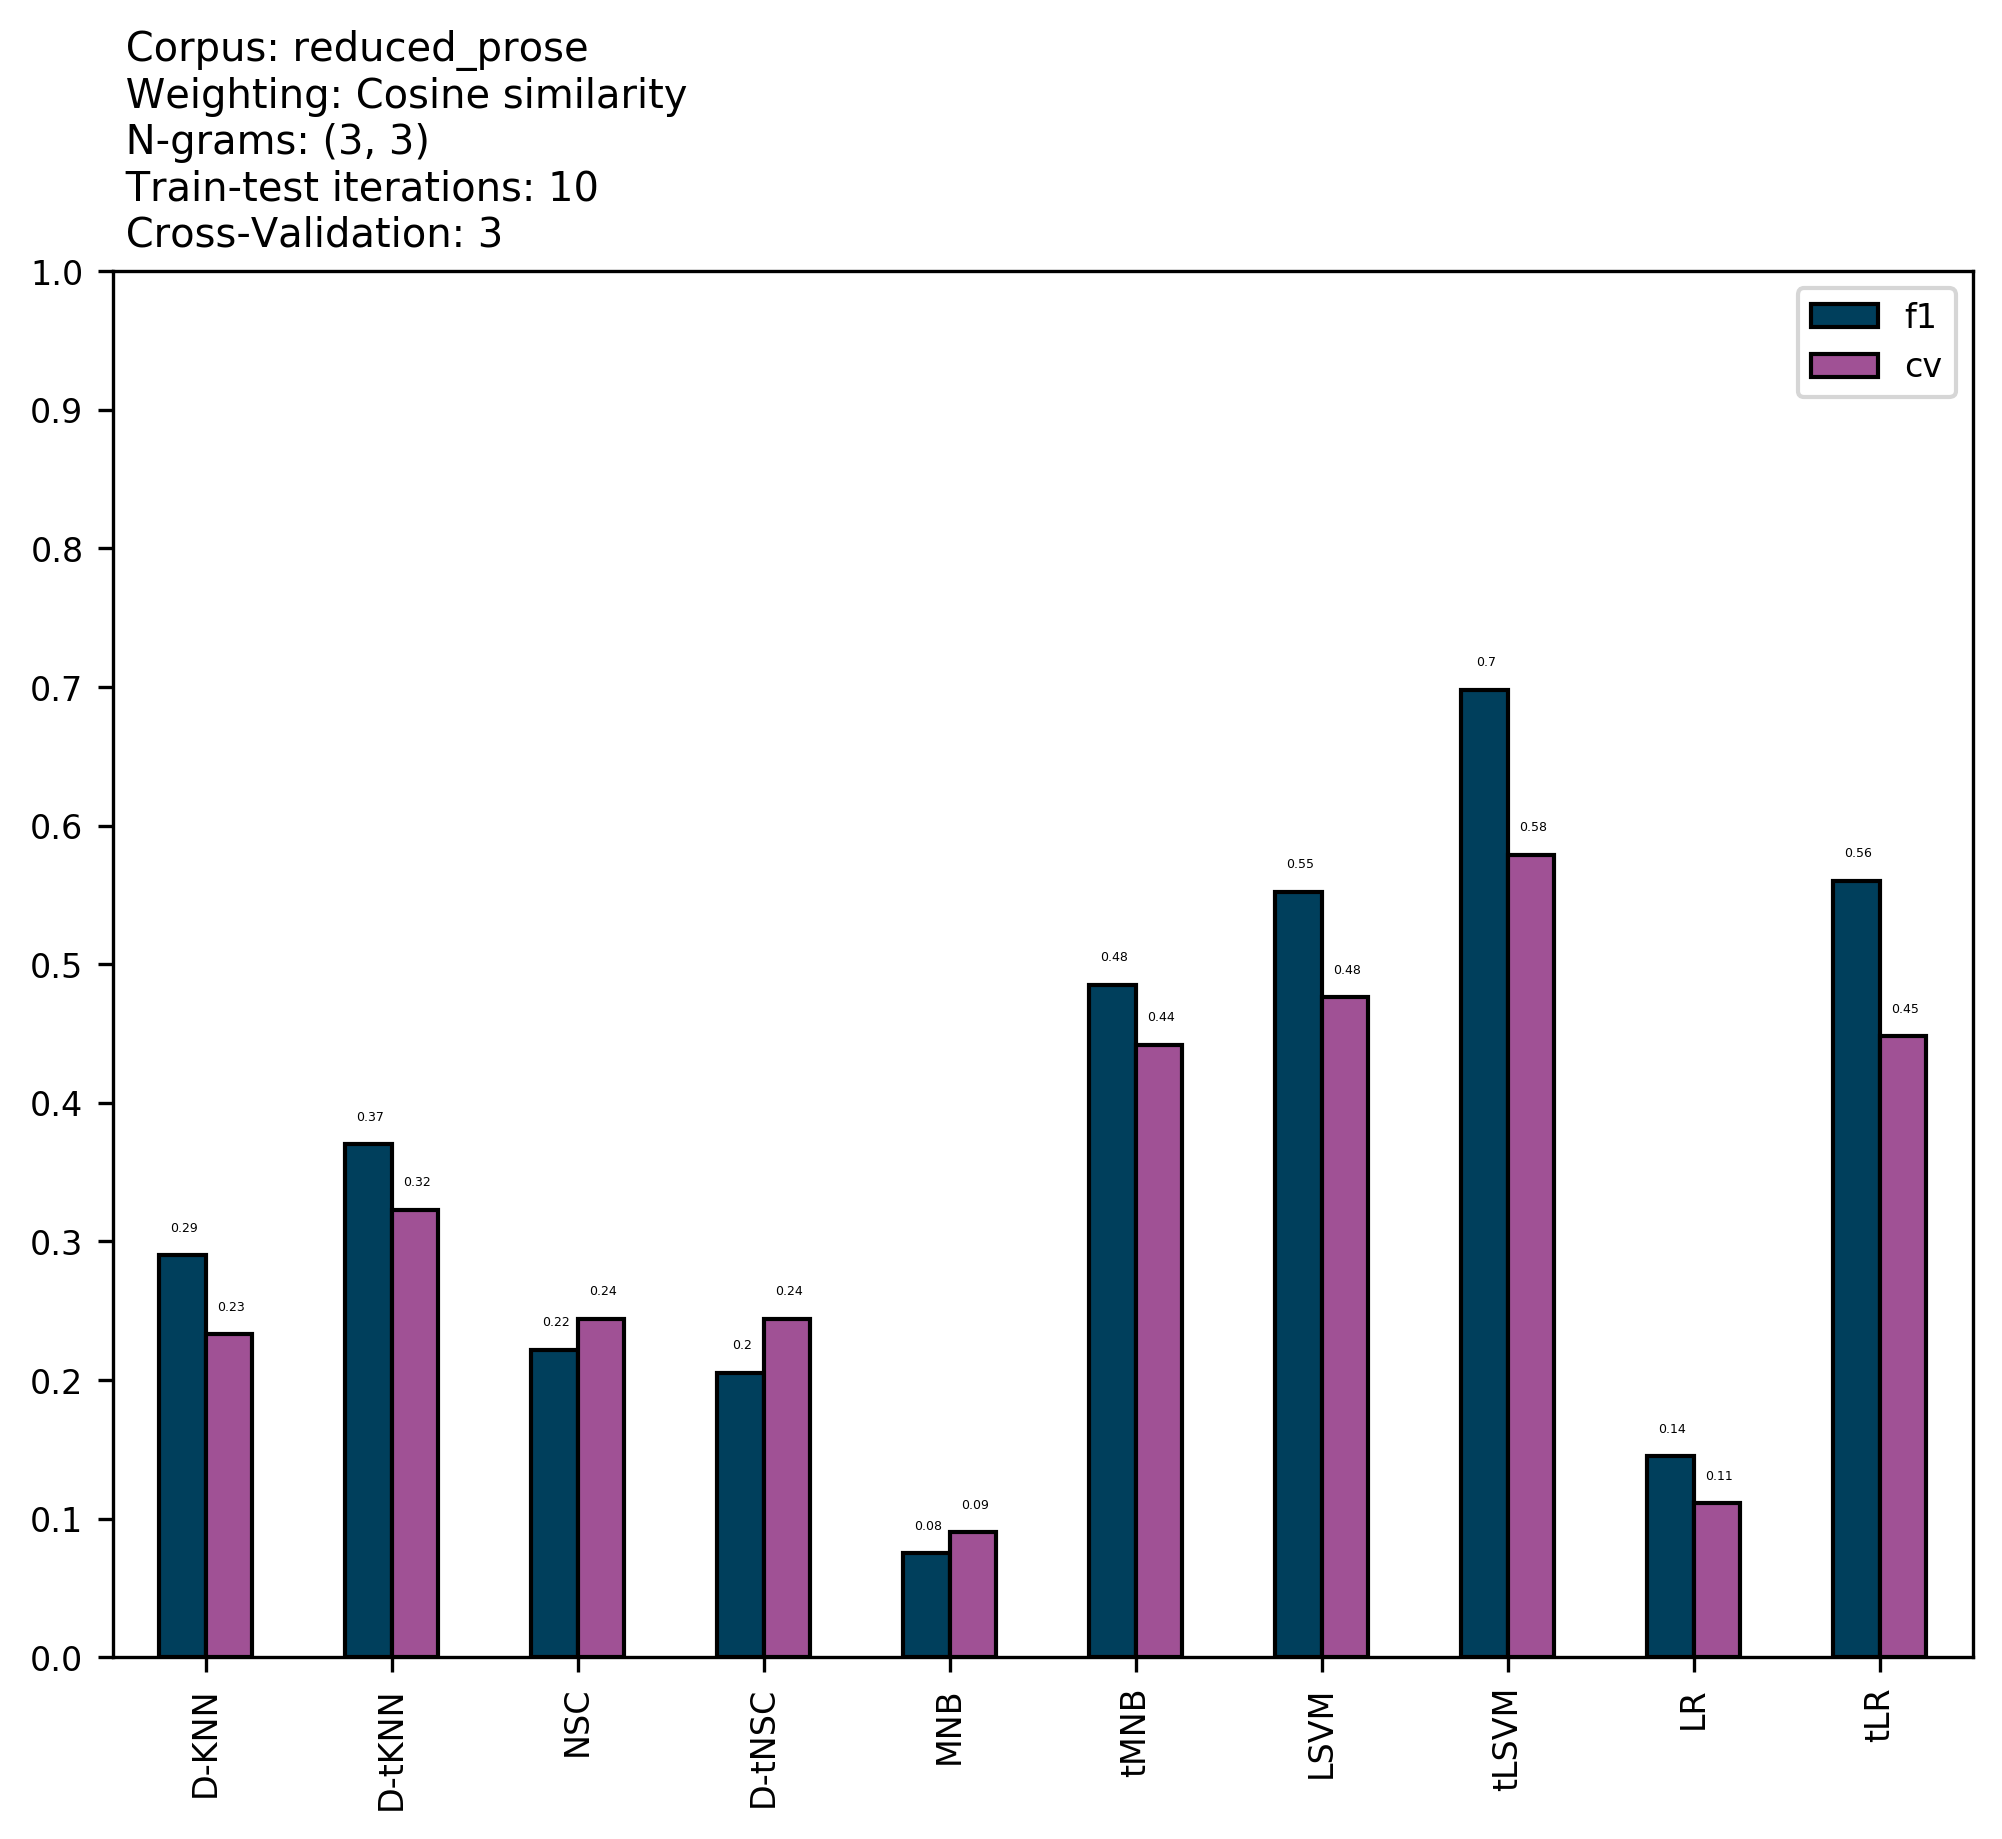 Corpus: reduced_prose
Weighting: Cosine similarity
N-grams: (3, 3)
Train-test iterations: 10
Cross-Validation: 3
1.0
0.9
0.8
0.7
0.6
0.5
0.4
0.3
0.2
0.1
0.0
f1
cv
0.29
0.23
0.37
0.32
0.22
0.24
0.2
0.24
0.08
0.09
0.48
0.44
0.55
0.48
0.7
0.58
0.14
0.11
0.56
0.45
D-KNN
D-tKNN
NSC
D-tNSC
MNB
tMNB
LSVM
tLSVM
LR
tLR